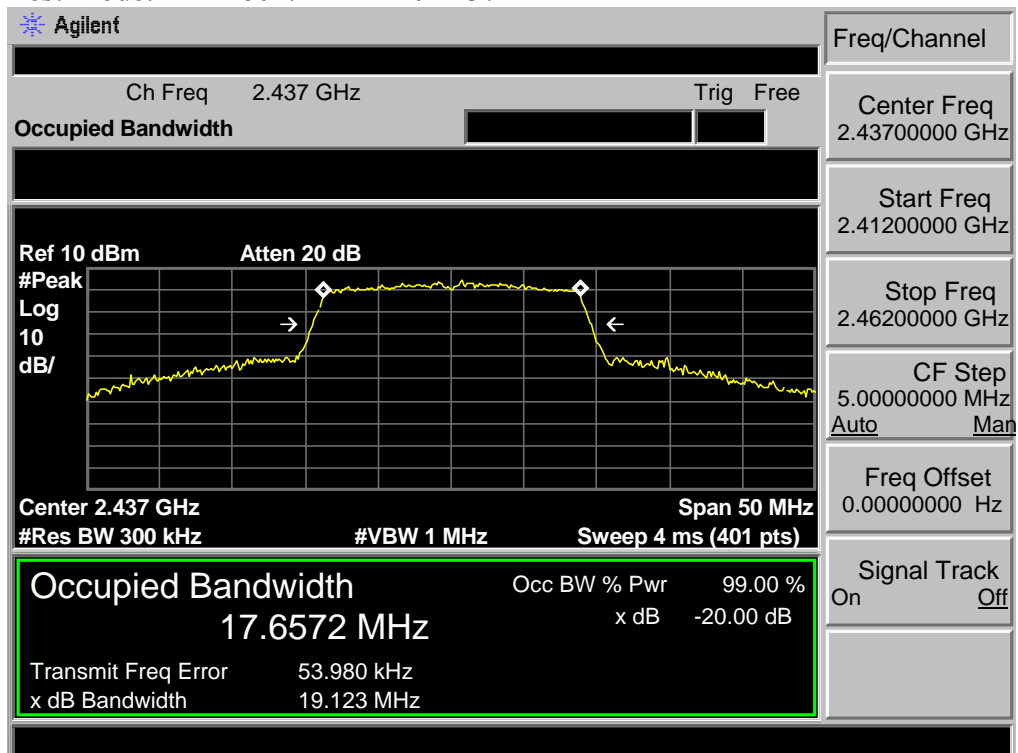 Agilent
Freq/Channel
Ch Freq 2.437 GHz Trig Free
Occupied Bandwidth
Center Freq
2.43700000 GHz
Start Freq
2.41200000 GHz
Stop Freq
2.46200000 GHz
CF Step
5.00000000 MHz
Auto Man
Freq Offset
0.00000000 Hz
Signal Track
On Off
Ref 10 dBm Atten 20 dB
#Peak
Log
10
dB/
Center 2.437 GHz Span 50 MHz
#Res BW 300 kHz #VBW 1 MHz Sweep 4 ms (401 pts)
Occupied Bandwidth
17.6572 MHz
Occ BW % Pwr 99.00 %
x dB -20.00 dB
Transmit Freq Error 53.980 kHz
x dB Bandwidth 19.123 MHz